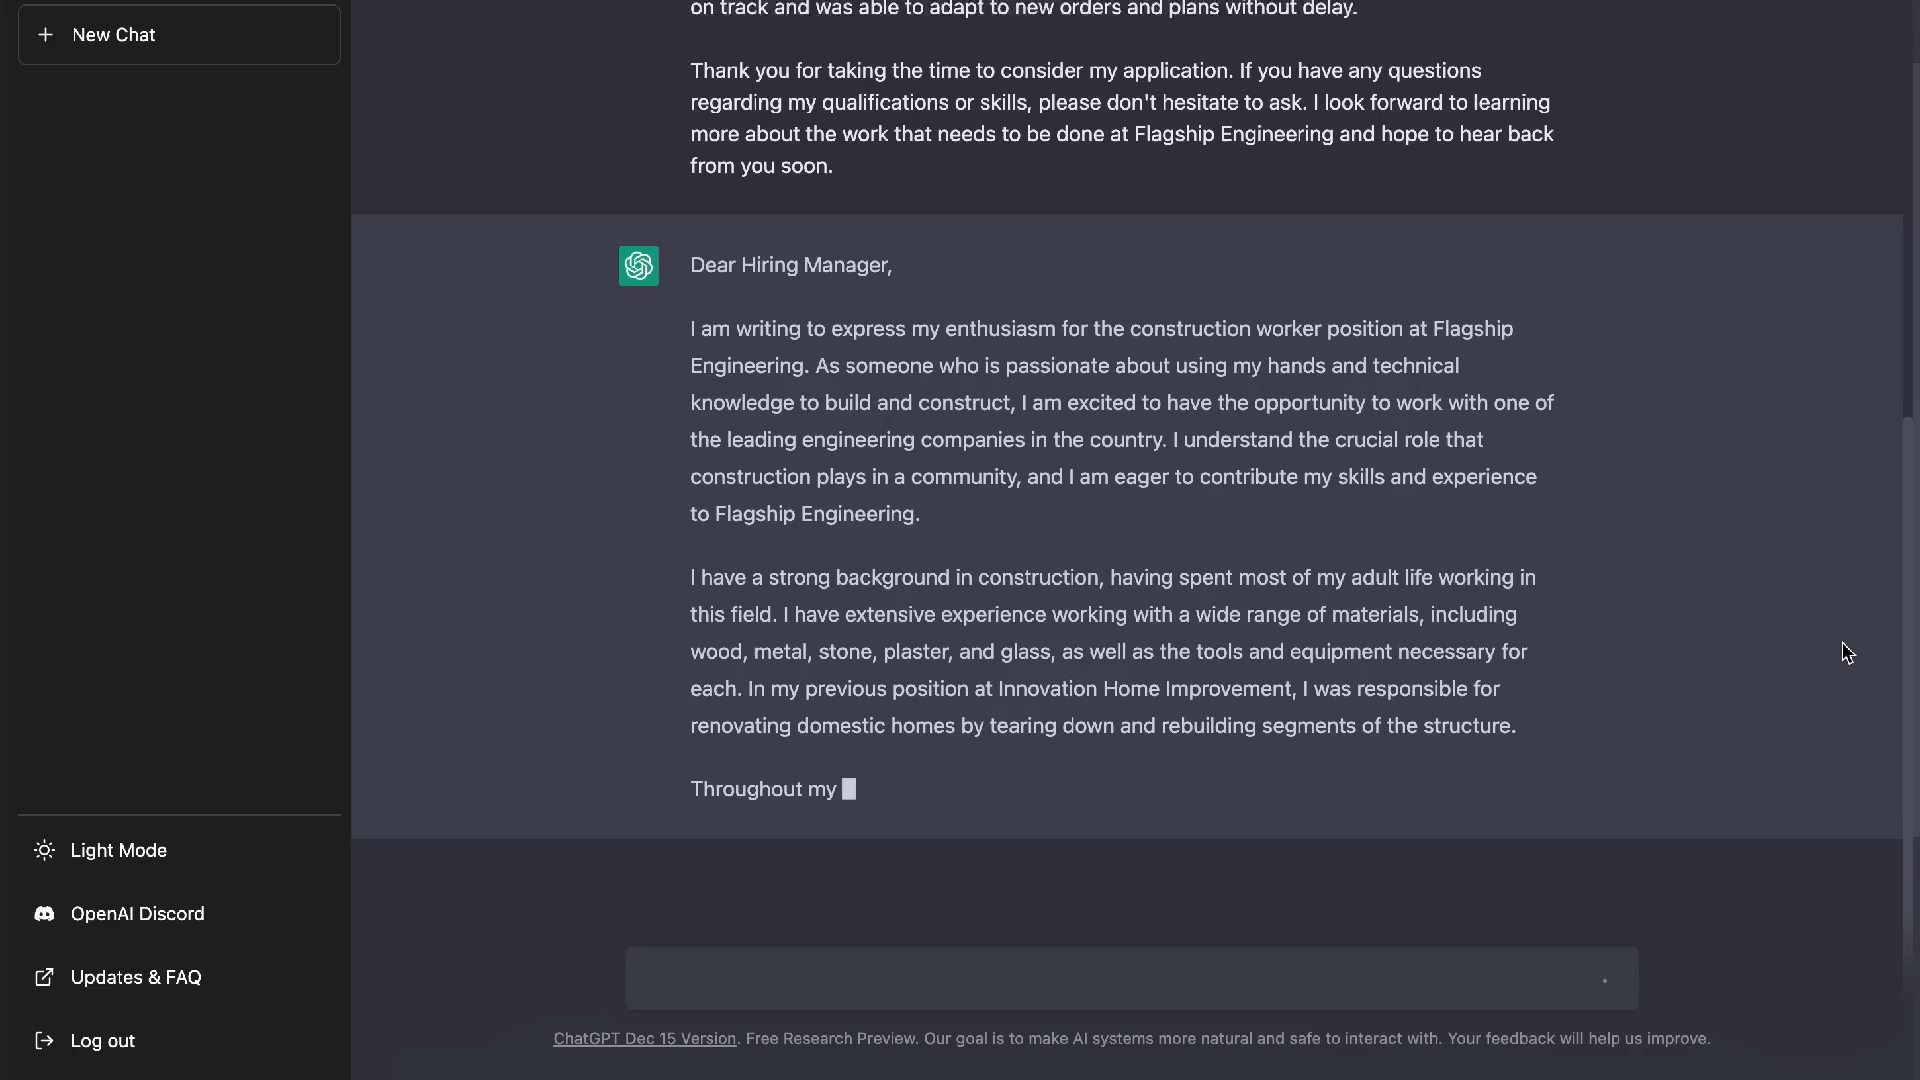 New Chat
on track and was able to adapt to new orders and plans without delay.
Thank you for taking the time to consider my application. If you have any questions
regarding my qualifications or skills, please don't hesitate to ask. I look forward to learning
more about the work that needs to be done at Flagship Engineering and hope to hear back
from you soon.
Dear Hiring Manager,
I am writing to express my enthusiasm for the construction worker position at Flagship
Engineering. As someone who is passionate about using my hands and technical
knowledge to build and construct, I am excited to have the opportunity to work with one of
the leading engineering companies in the country. I understand the crucial role that
construction plays in a community, and I am eager to contribute my skills and experience
to Flagship Engineering.
I have a strong background in construction, having spent most of my adult life working in
this field. I have extensive experience working with a wide range of materials, including
wood, metal, stone, plaster, and glass, as well as the tools and equipment necessary for
each. In my previous position at Innovation Home Improvement, I was responsible for
renovating domestic homes by tearing down and rebuilding segments of the structure.
Throughout my
Light Mode
OpenAI Discord
Updates & FAQ
Log out
ChatGPT Dec 15 Version. Free Research Preview. Our goal is to make AI systems more natural and safe to interact with. Your feedback will help us improve.